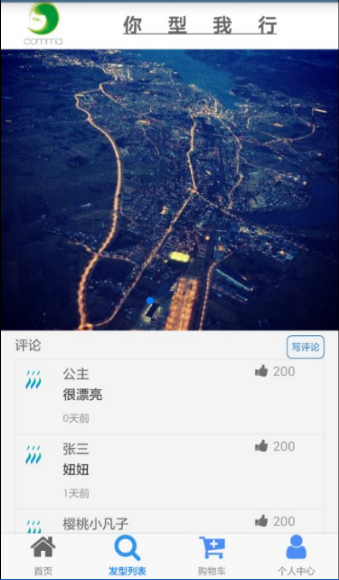 comma
你型我行
评论
写评论
公主
200
很漂亮
0天前
张三
200
妞妞
1天前
樱桃小凡子
200
首页
发型列表
购物车
个人中心